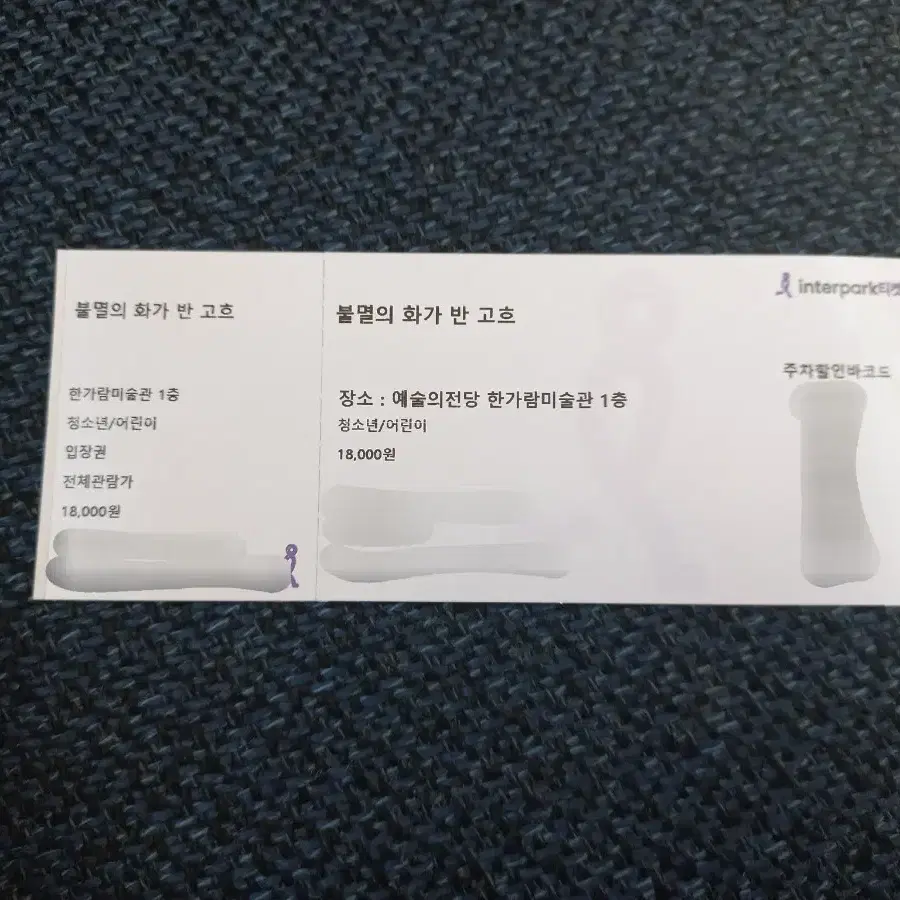 불멸의 화가 반 고흐
한가람미술관 1층
청소년/어린이
입장권
전체관람가
18,000원
불멸의 화가 반 고흐
장소 : 예술의전당 한가람미술관 1층
청소년/어린이
18,000원
interpark티켓
주차할인바코드